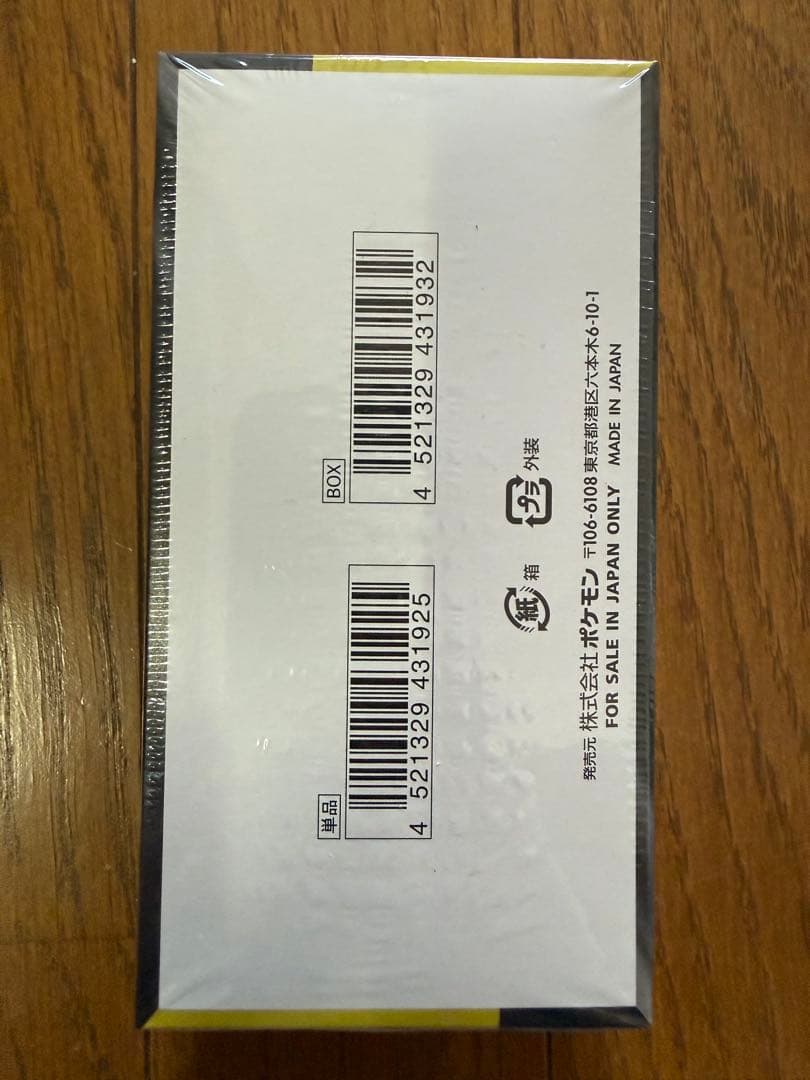 単品
4 521329 431925
BOX
4 521329 431932
紙 箱
プラ 外装
発売元 株式会社 ポケモン 〒106-6108 東京都港区六本木6-10-1
FOR SALE IN JAPAN ONLY MADE IN JAPAN